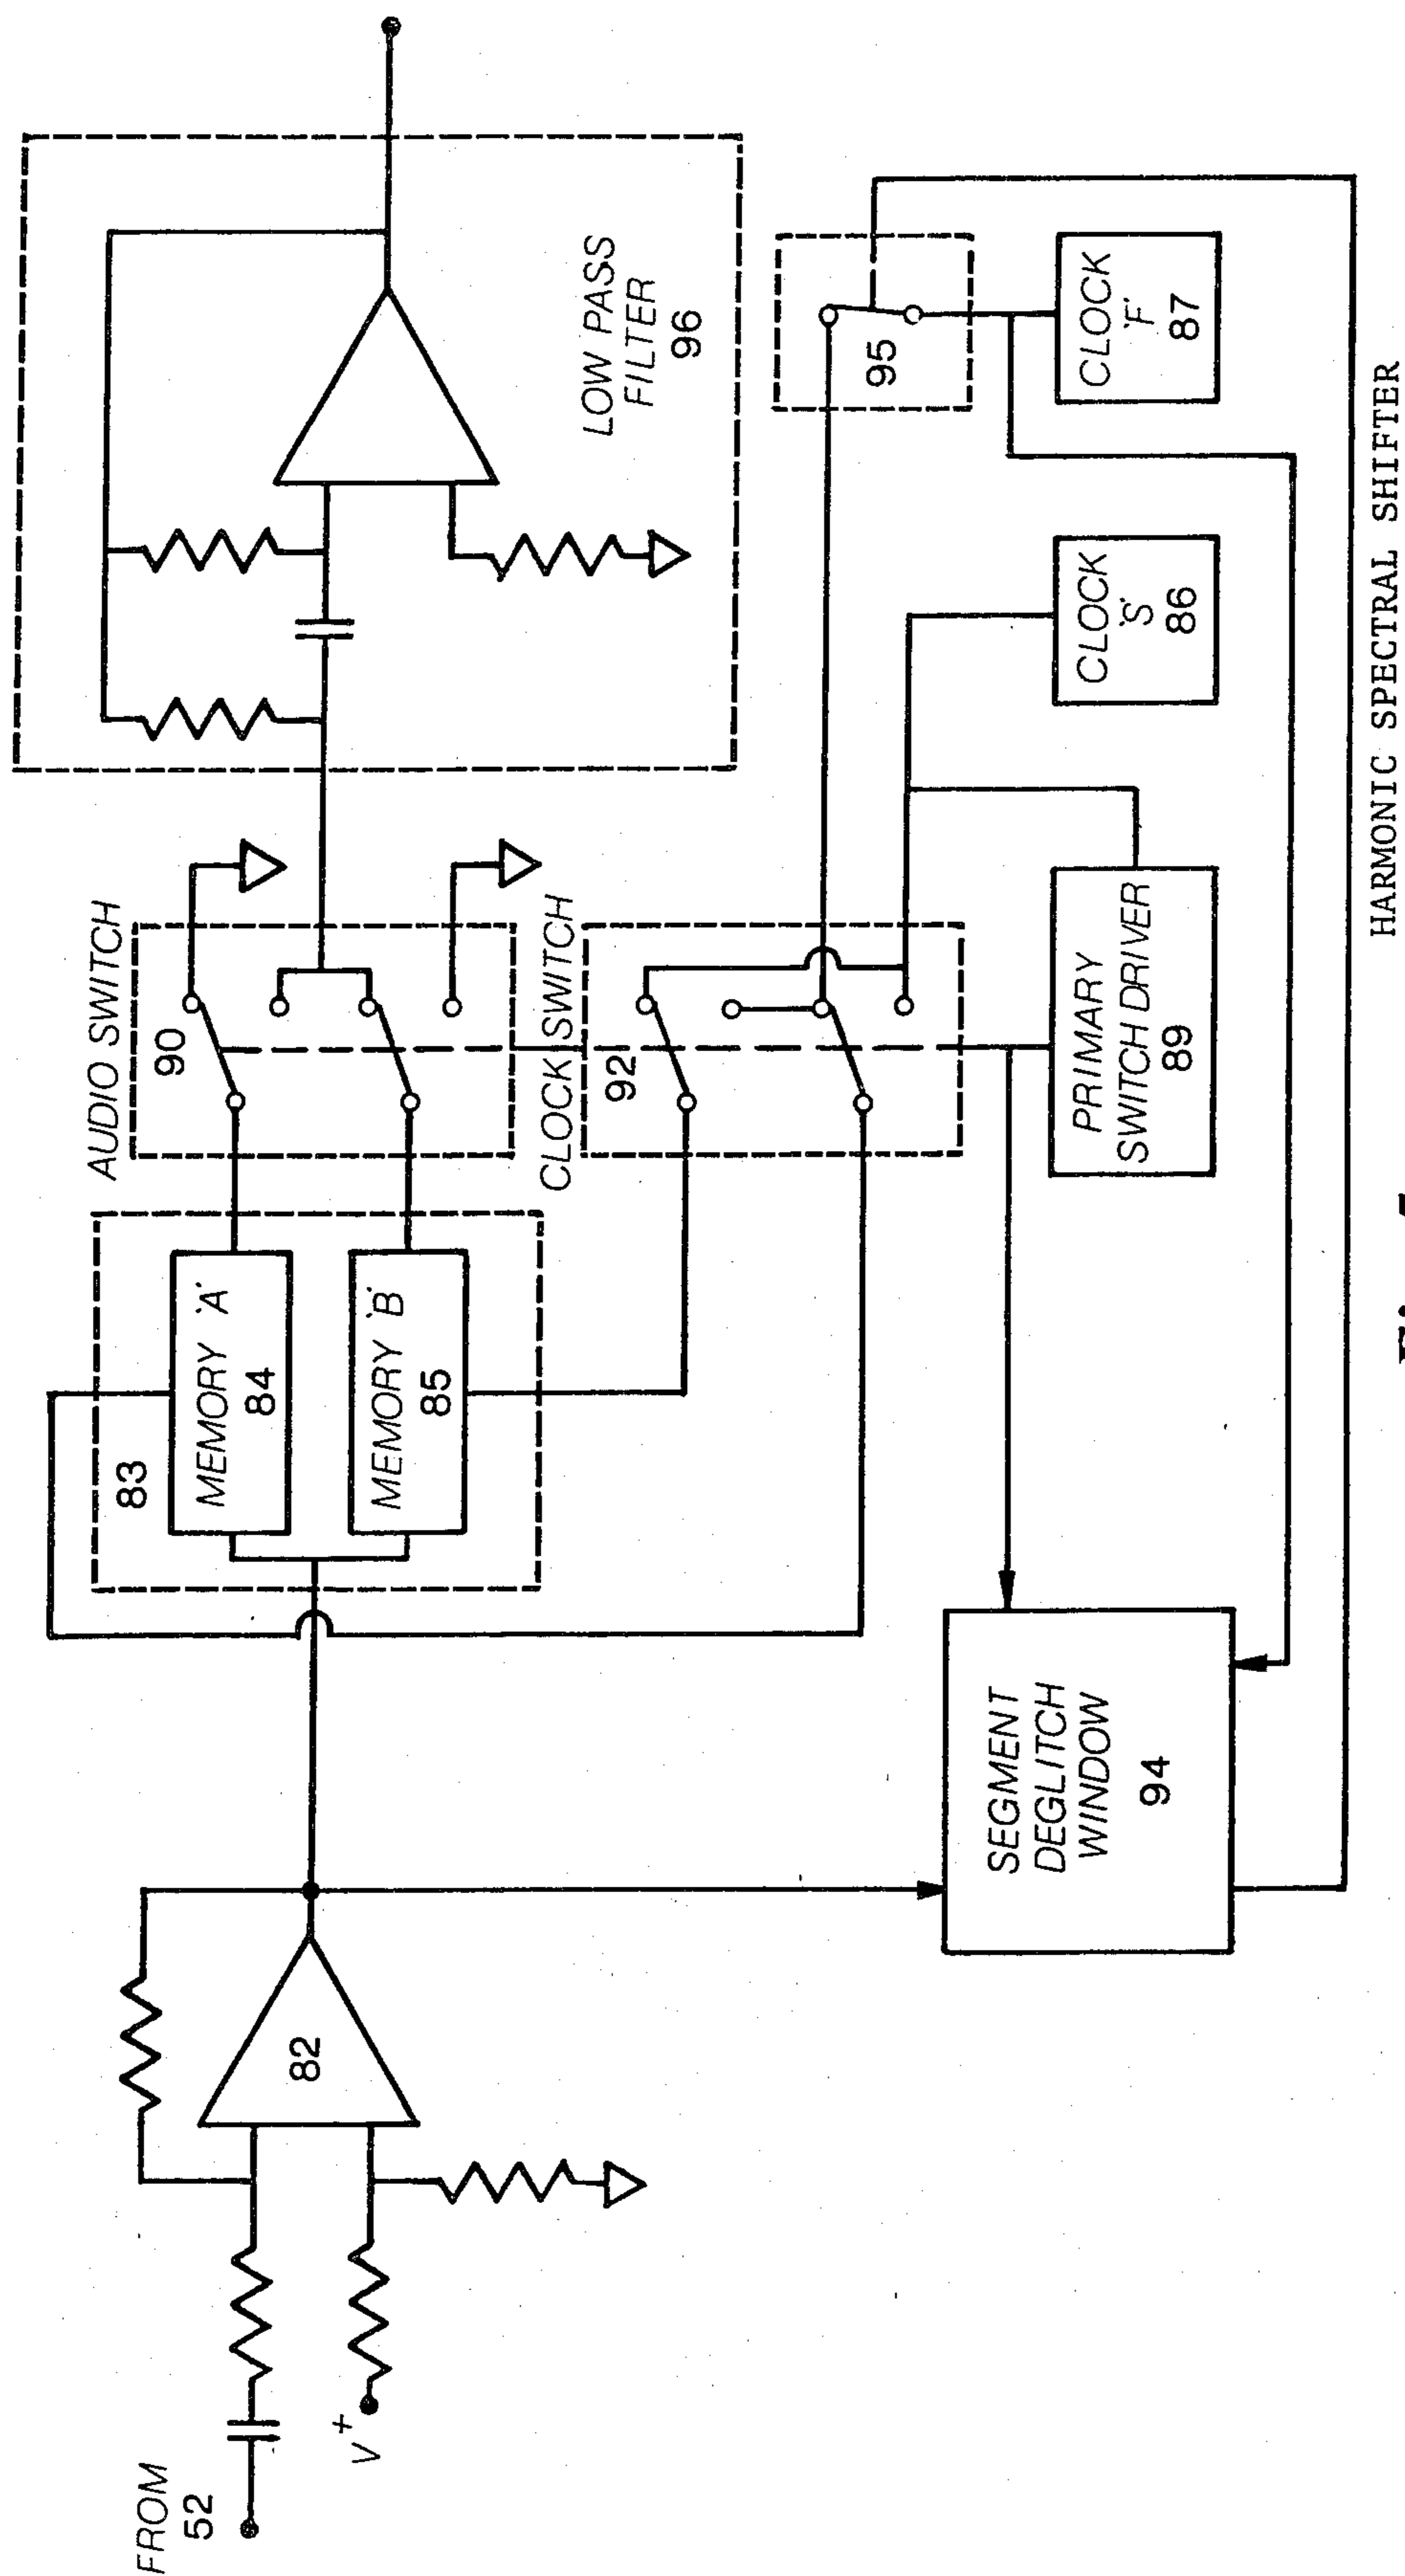 FROM
52
V+
82
83
MEMORY 'A'
84
MEMORY 'B'
85
AUDIO SWITCH
90
CLOCK SWITCH
92
LOW PASS
FILTER
96
95
SEGMENT
DEGLITCH
WINDOW
94
PRIMARY
SWITCH DRIVER
89
CLOCK
'S'
86
CLOCK
'F'
87
HARMONIC SPECTRAL SHIFTER